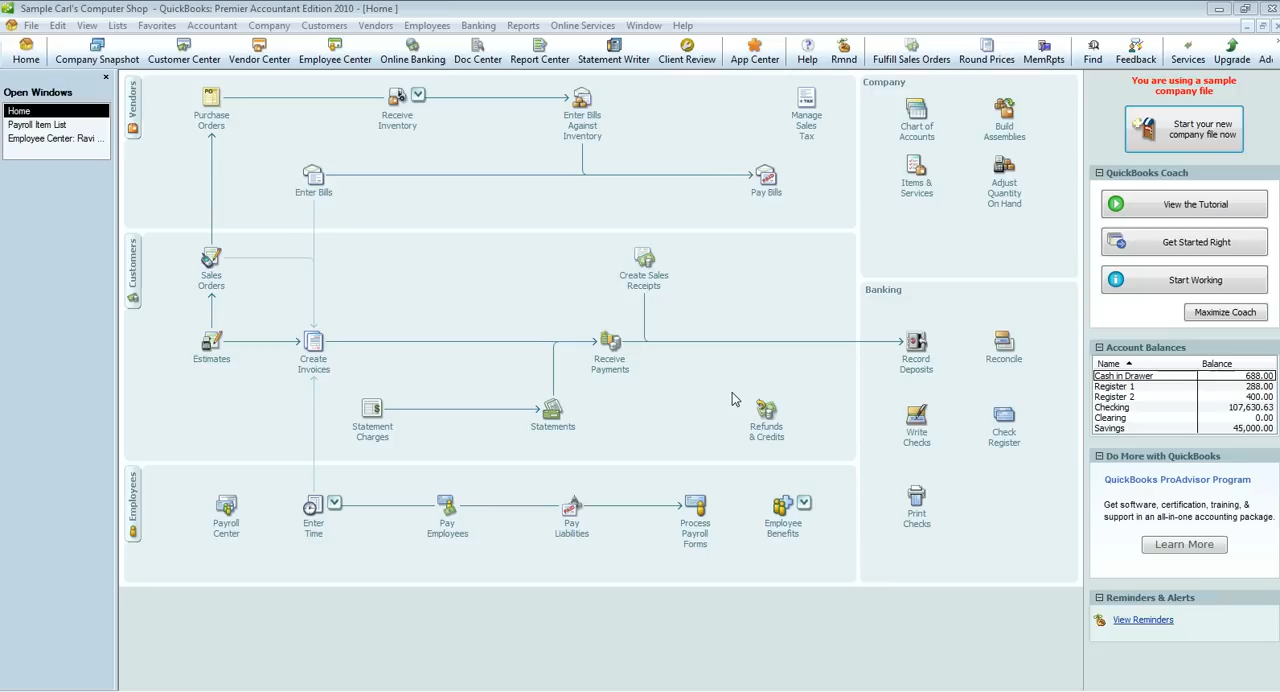 Sample Carl's Computer Shop - QuickBooks: Premier Accountant Edition 2010 - [Home ]
File Edit View Lists Favorites Accountant Company Customers Vendors Employees Banking Reports Online Services Window Help
Home Company Snapshot Customer Center Vendor Center Employee Center Online Banking Doc Center Report Center Statement Writer Client Review App Center Help Rmnd Fulfill Sales Orders Round Prices MemRpts Find Feedback Services Upgrade
Open Windows
Home
Payroll Item List
Employee Center: Ravi ...
Vendors
Purchase
Orders
Receive
Inventory
Enter Bills
Against
Inventory
Manage
Sales
Tax
Enter Bills
Pay Bills
Customers
Sales
Orders
Create Sales
Receipts
Estimates
Create
Invoices
Receive
Payments
Statement
Charges
Statements
Refunds
& Credits
Employees
Payroll
Center
Enter
Time
Pay
Employees
Pay
Liabilities
Process
Payroll
Forms
Employee
Benefits
Company
Chart of
Accounts
Build
Assemblies
Items &
Services
Adjust
Quantity
On Hand
Banking
Record
Deposits
Reconcile
Write
Checks
Check
Register
Print
Checks
You are using a sample
company file
Start your new
company file now
QuickBooks Coach
View the Tutorial
Get Started Right
Start Working
Maximize Coach
Account Balances
Name Balance
Cash in Drawer 688.00
Register 1 288.00
Register 2 400.00
Checking 107,630.63
Clearing 0.00
Savings 45,000.00
Do More with QuickBooks
QuickBooks ProAdvisor Program
Get software, certification, training, &
support in an all-in-one accounting package.
Learn More
Reminders & Alerts
View Reminders